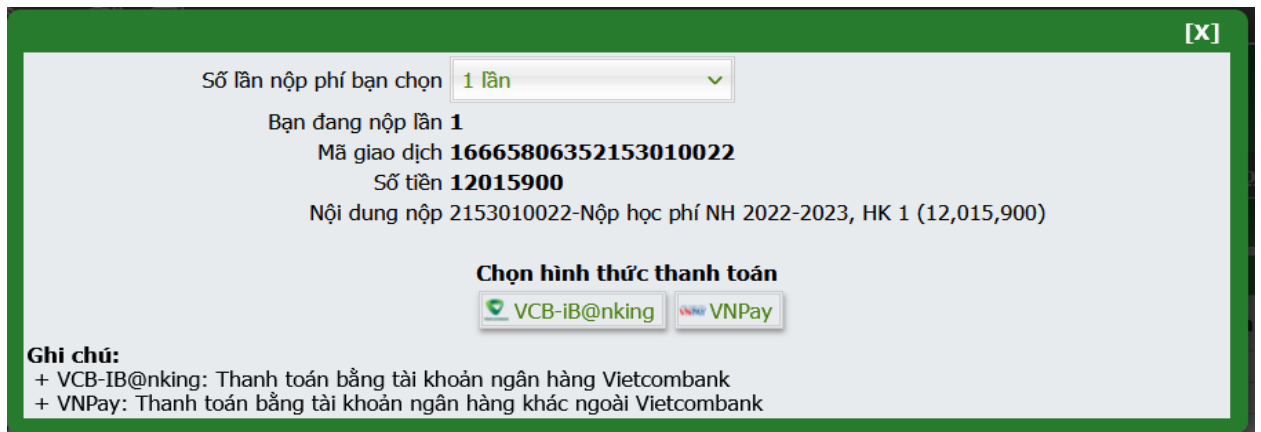 [X]
Số lần nộp phí bạn chọn 1 lần
Bạn đang nộp lần 1
Mã giao dịch 16665806352153010022
Số tiền 12015900
Nội dung nộp 2153010022-Nộp học phí NH 2022-2023, HK 1 (12,015,900)
Chọn hình thức thanh toán
VCB-iB@nking VNPAY VNPay
Ghi chú:
+ VCB-IB@nking: Thanh toán bằng tài khoản ngân hàng Vietcombank
+ VNPay: Thanh toán bằng tài khoản ngân hàng khác ngoài Vietcombank